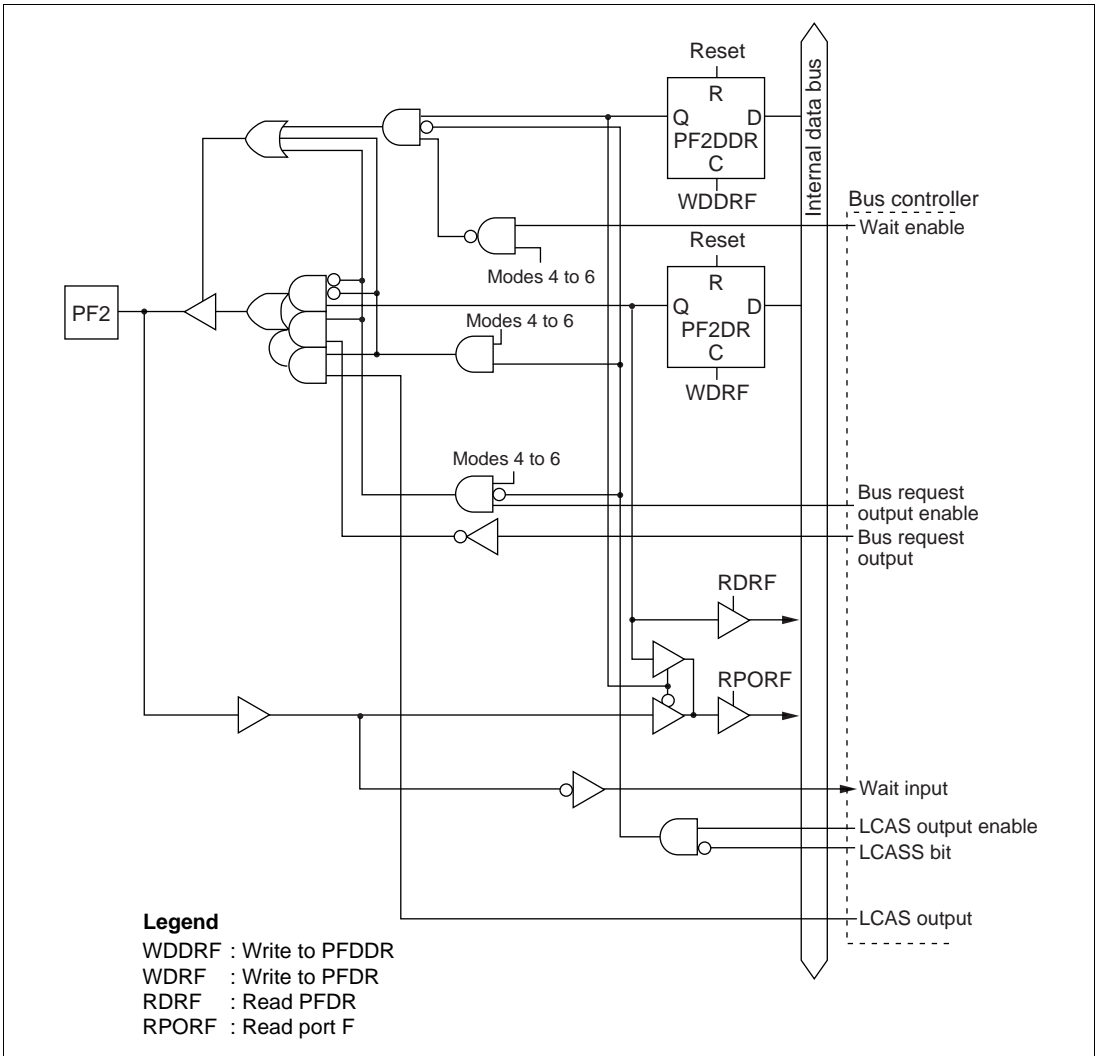 Reset
R
Q D
PF2DDR
C
WDDRF
Internal data bus
Bus controller
Wait enable
Modes 4 to 6
Reset
R
Q D
PF2DR
C
WDRF
PF2
Modes 4 to 6
Modes 4 to 6
Bus request
output enable
Bus request
output
RDRF
RPORF
Wait input
LCAS output enable
LCASS bit
LCAS output
Legend
WDDRF : Write to PFDDR
WDRF : Write to PFDR
RDRF : Read PFDR
RPORF : Read port F